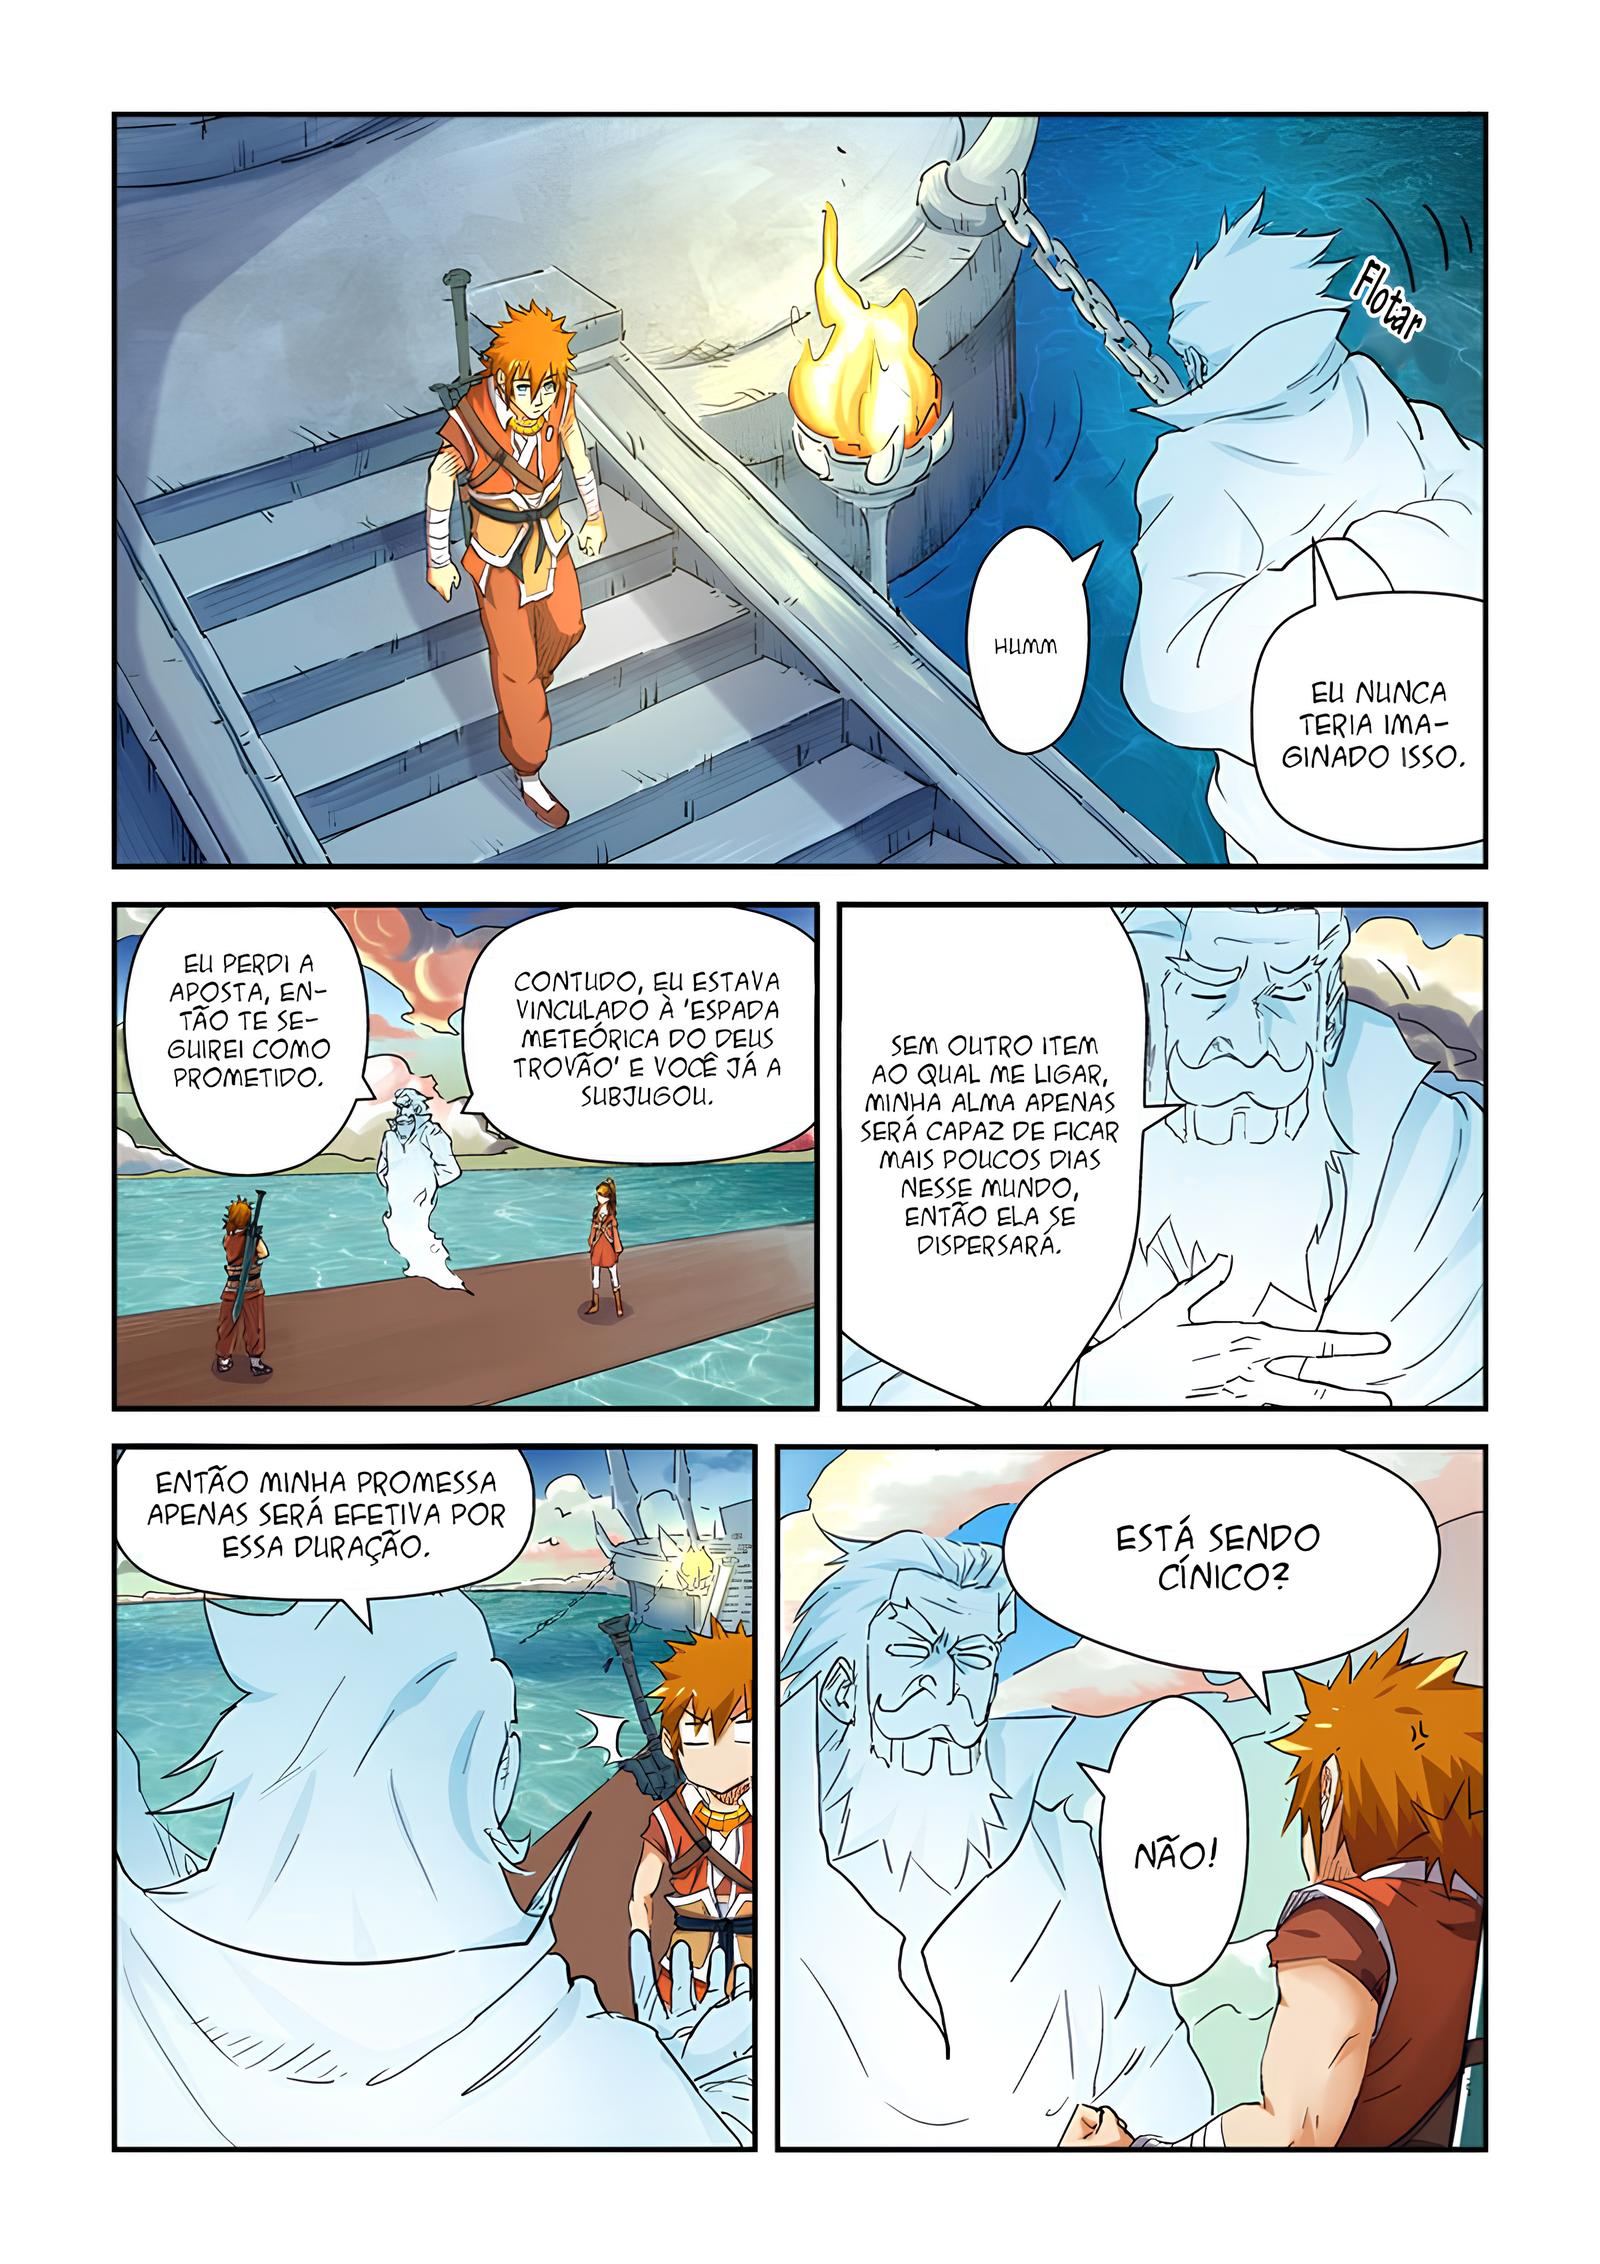 Flotar
HUMM
EU NUNCA
TERIA IMA-
GINADO ISSO.
EU PERDI A
APOSTA, EN-
TÃO TE SE-
GUIREI COMO
PROMETIDO.
CONTUDO, EU ESTAVA
VINCULADO À 'ESPADA
METEÓRICA DO DEUS
TROVÃO' E VOCÊ JÁ A
SUBJUGOU.
SEM OUTRO ITEM
AO QUAL ME LIGAR,
MINHA ALMA APENAS
SERÁ CAPAZ DE FICAR
MAIS POUCOS DIAS
NESSE MUNDO,
ENTÃO ELA SE
DISPERSARÁ.
ENTÃO MINHA PROMESSA
APENAS SERÁ EFETIVA POR
ESSA DURAÇÃO.
ESTÁ SENDO
CÍNICO?
NÃO!